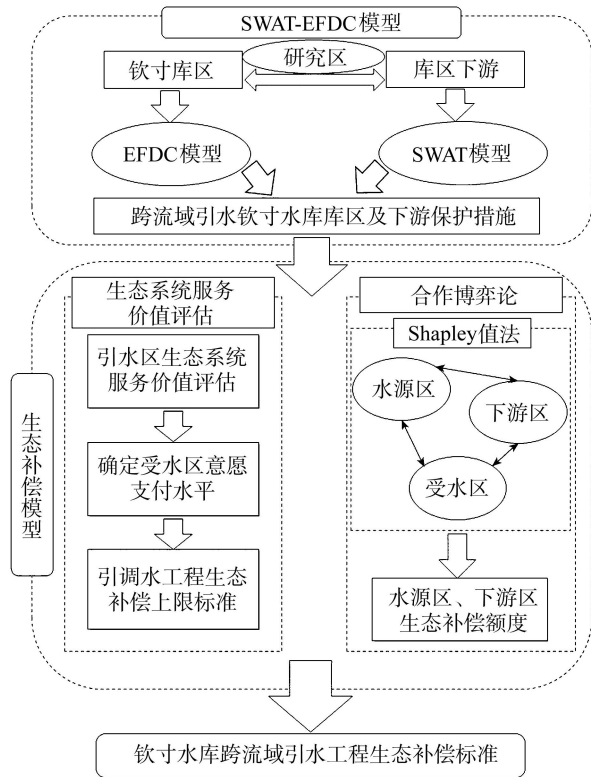 SWAT-EFDC模型
研究区
钦寸库区
库区下游
EFDC模型
SWAT模型
跨流域引水钦寸水库库区及下游保护措施
生态补偿模型
生态系统服务
价值评估
引水区生态系统
服务价值评估
确定受水区意愿
支付水平
引调水工程生态
补偿上限标准
合作博弈论
Shapley值法
水源区
下游区
受水区
水源区、下游区
生态补偿额度
钦寸水库跨流域引水工程生态补偿标准